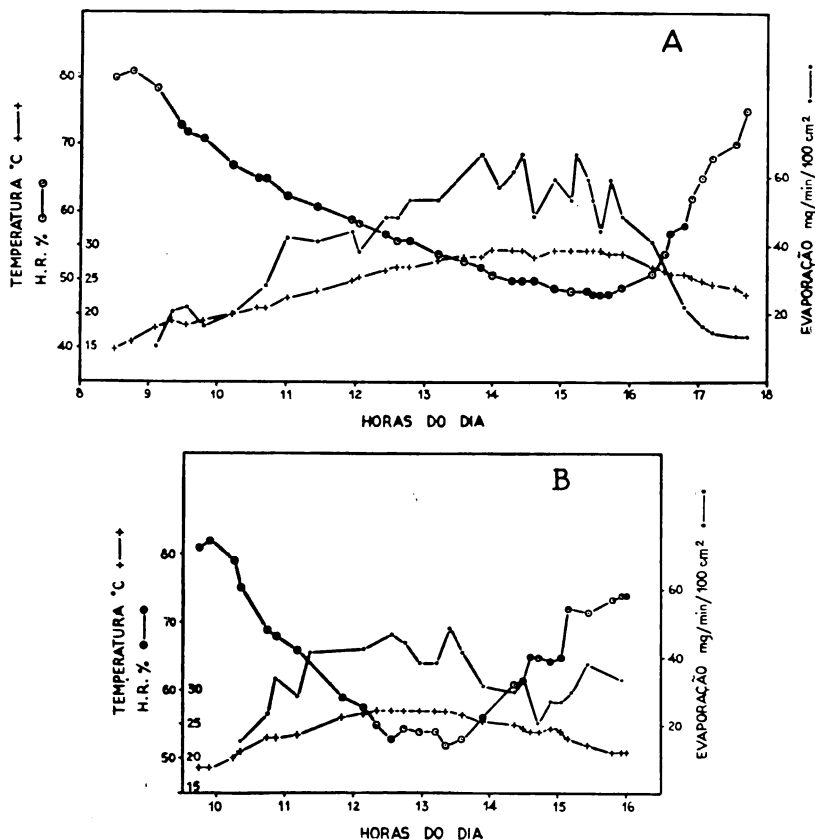 A
TEMPERATURA °C +—+
H.R. % o—o
80
70
60
50
40
30
25
20
15
60
40
20
EVAPORAÇÃO mg/min/100 cm² .—.
8 9 10 11 12 13 14 15 16 17 18
HORAS DO DIA
B
TEMPERATURA °C +—+
H.R. % ●—●
80
70
60
50
30
25
20
15
60
40
20
EVAPORAÇÃO mg/min/100 cm² .—.
10 11 12 13 14 15 16
HORAS DO DIA